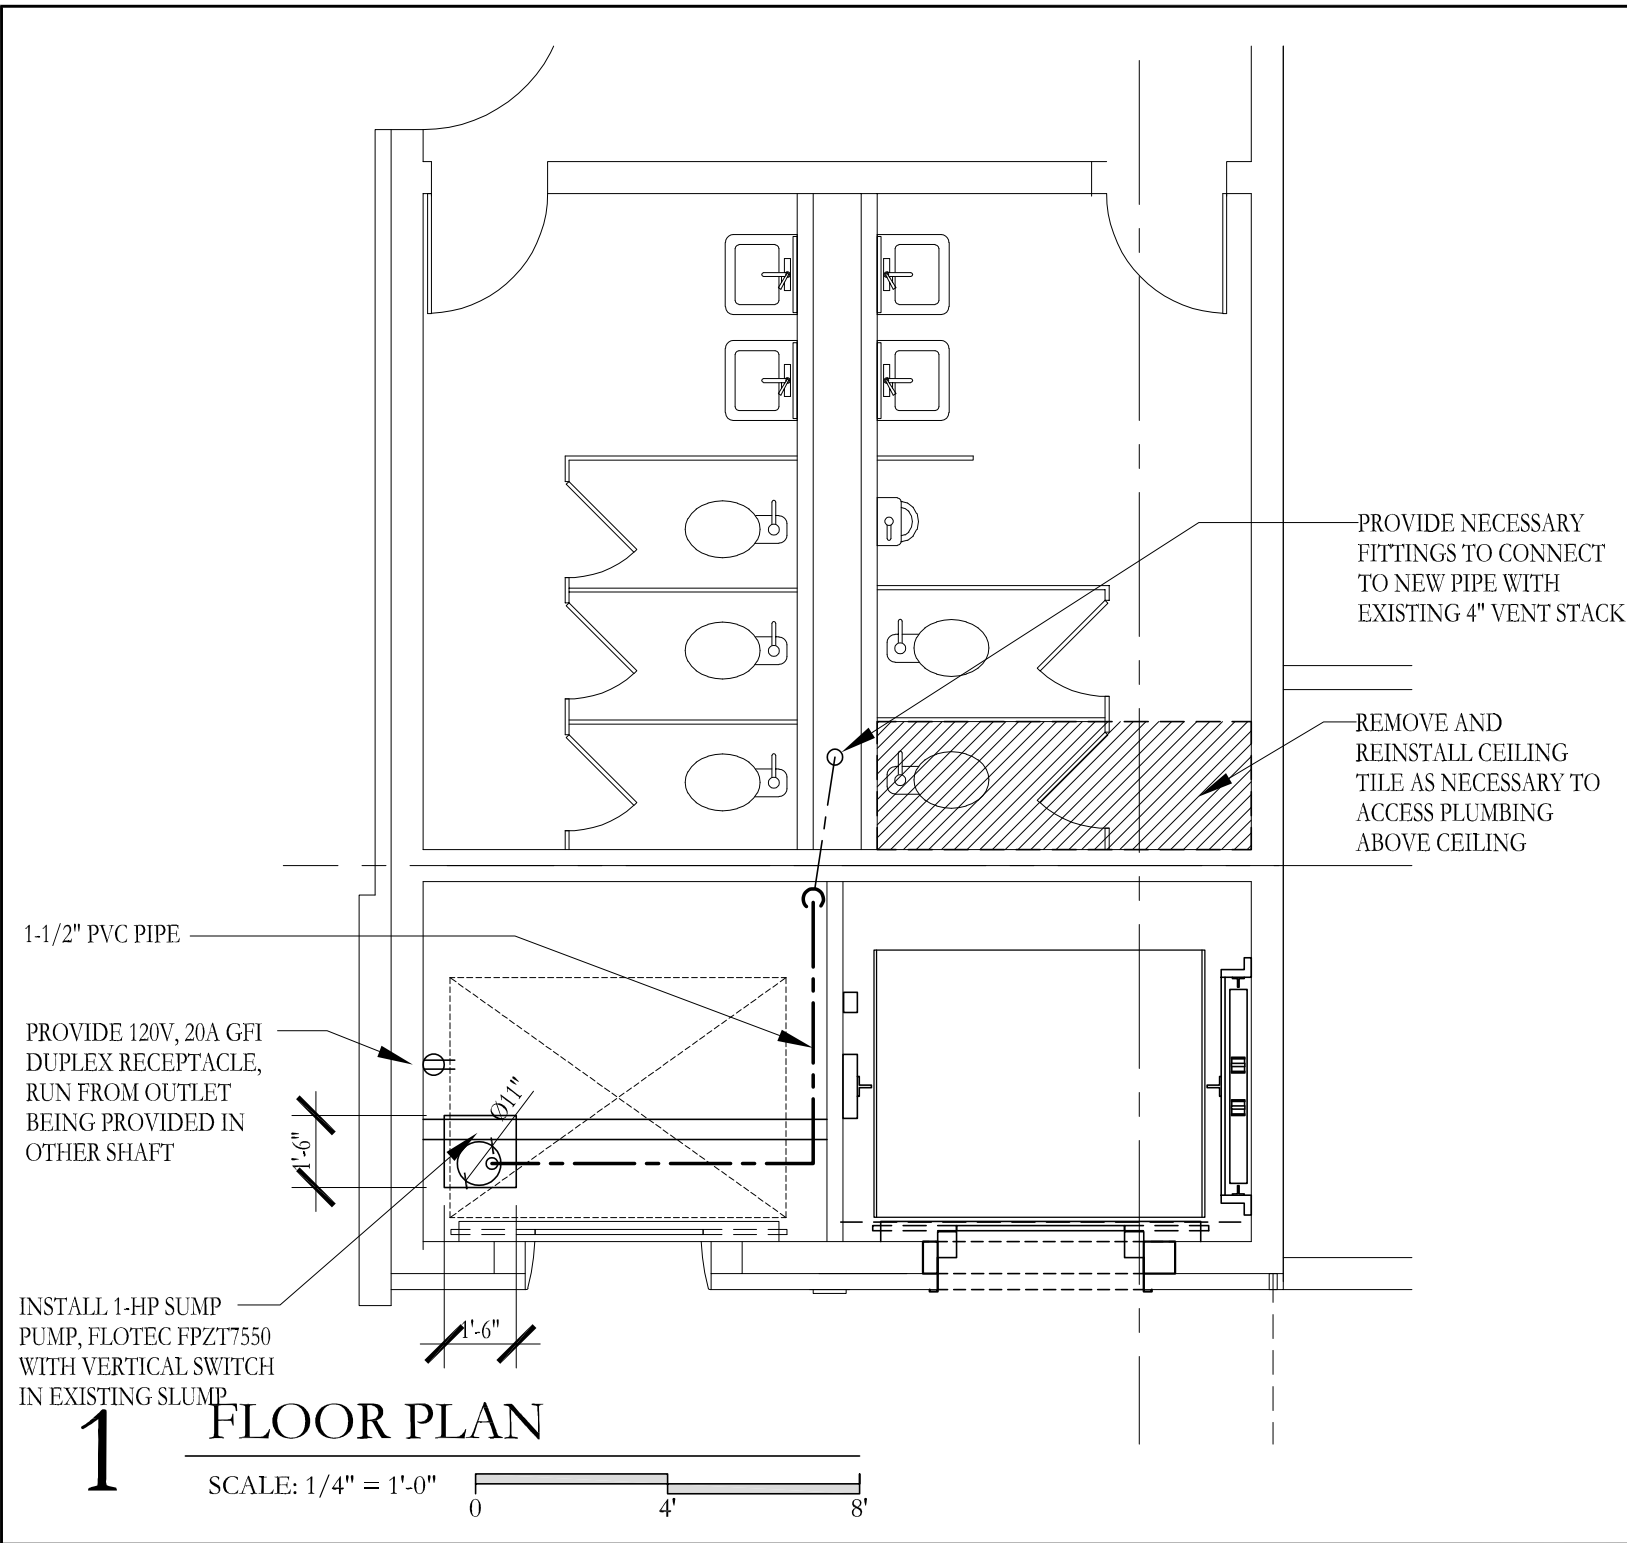 PROVIDE NECESSARY
FITTINGS TO CONNECT
TO NEW PIPE WITH
EXISTING 4" VENT STACK
REMOVE AND
REINSTALL CEILING
TILE AS NECESSARY TO
ACCESS PLUMBING
ABOVE CEILING
1-1/2" PVC PIPE
PROVIDE 120V, 20A GFI
DUPLEX RECEPTACLE,
RUN FROM OUTLET
BEING PROVIDED IN
OTHER SHAFT
Ø11"
1'-6"
1'-6"
INSTALL 1-HP SUMP
PUMP, FLOTEC FPZT7550
WITH VERTICAL SWITCH
IN EXISTING SLUMP
1 FLOOR PLAN
SCALE: 1/4" = 1'-0"
0 4' 8'